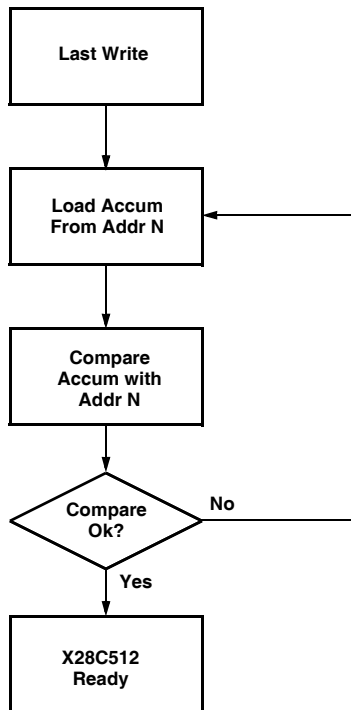 Last Write
Load Accum
From Addr N
Compare
Accum with
Addr N
Compare
Ok?
No
Yes
X28C512
Ready